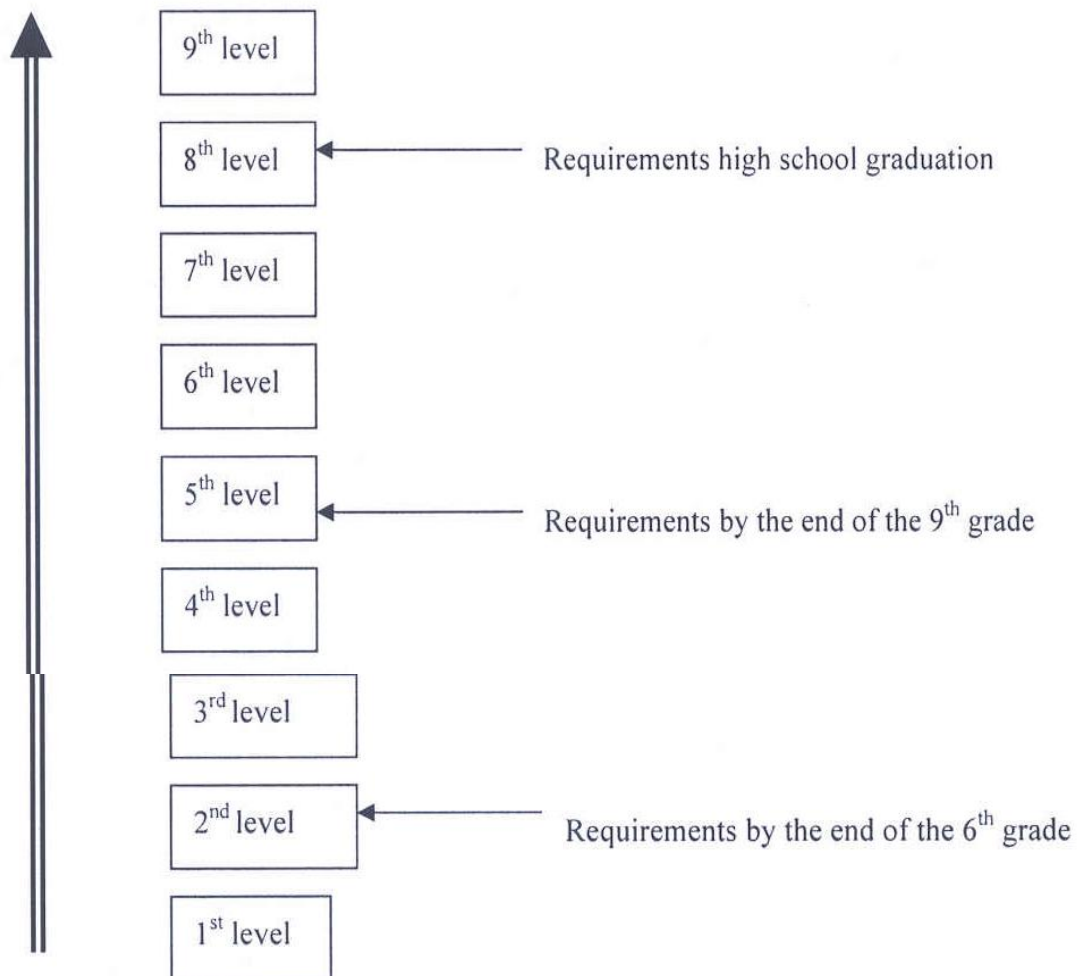 9th level
8th level
Requirements high school graduation
7th level
6th level
5th level
Requirements by the end of the 9th grade
4th level
3rd level
2nd level
Requirements by the end of the 6th grade
1st level